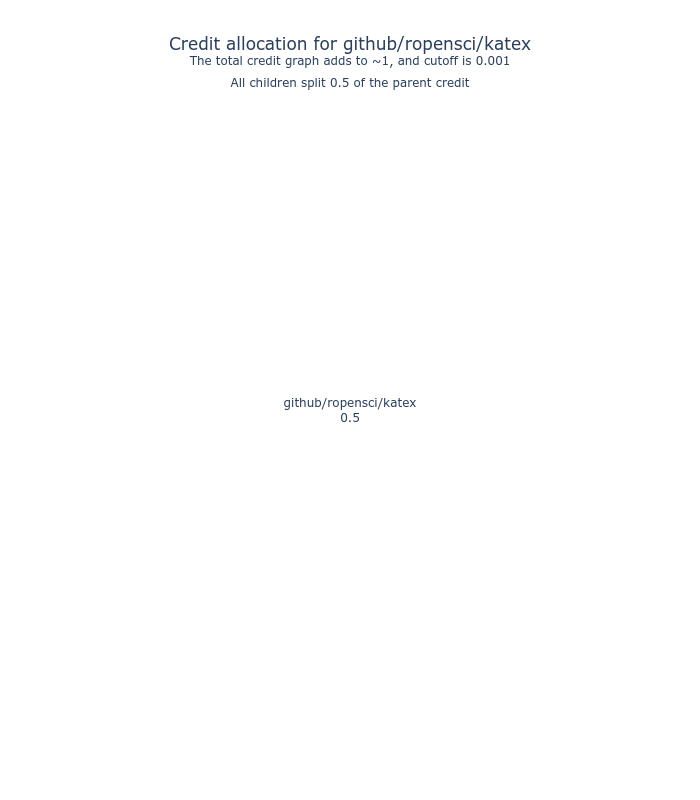 Credit allocation for github/ropensci/katex
The total credit graph adds to ~1, and cutoff is 0.001
All children split 0.5 of the parent credit
github/ropensci/katex
0.5